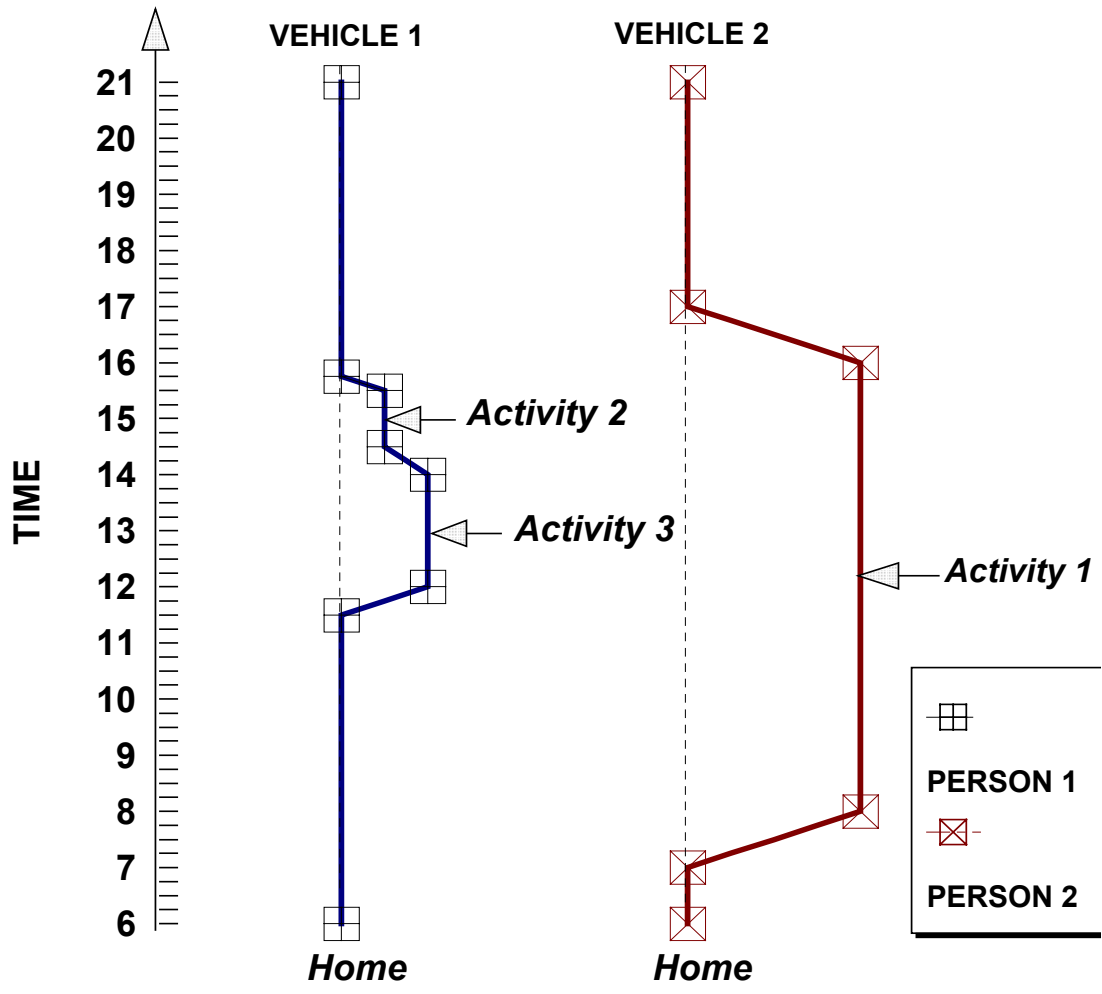 VEHICLE 1
VEHICLE 2
21
20
19
18
17
16
15
14
13
12
11
10
9
8
7
6
TIME
Activity 2
Activity 3
Activity 1
PERSON 1
PERSON 2
Home
Home